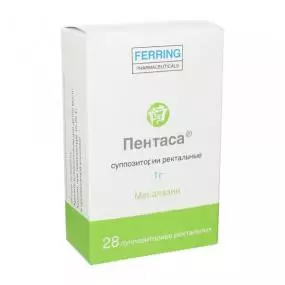 FERRING
PHARMACEUTICALS
Пентаса®
суппозитории ректальные
1 г
Месалазин
28 суппозиториев ректальных